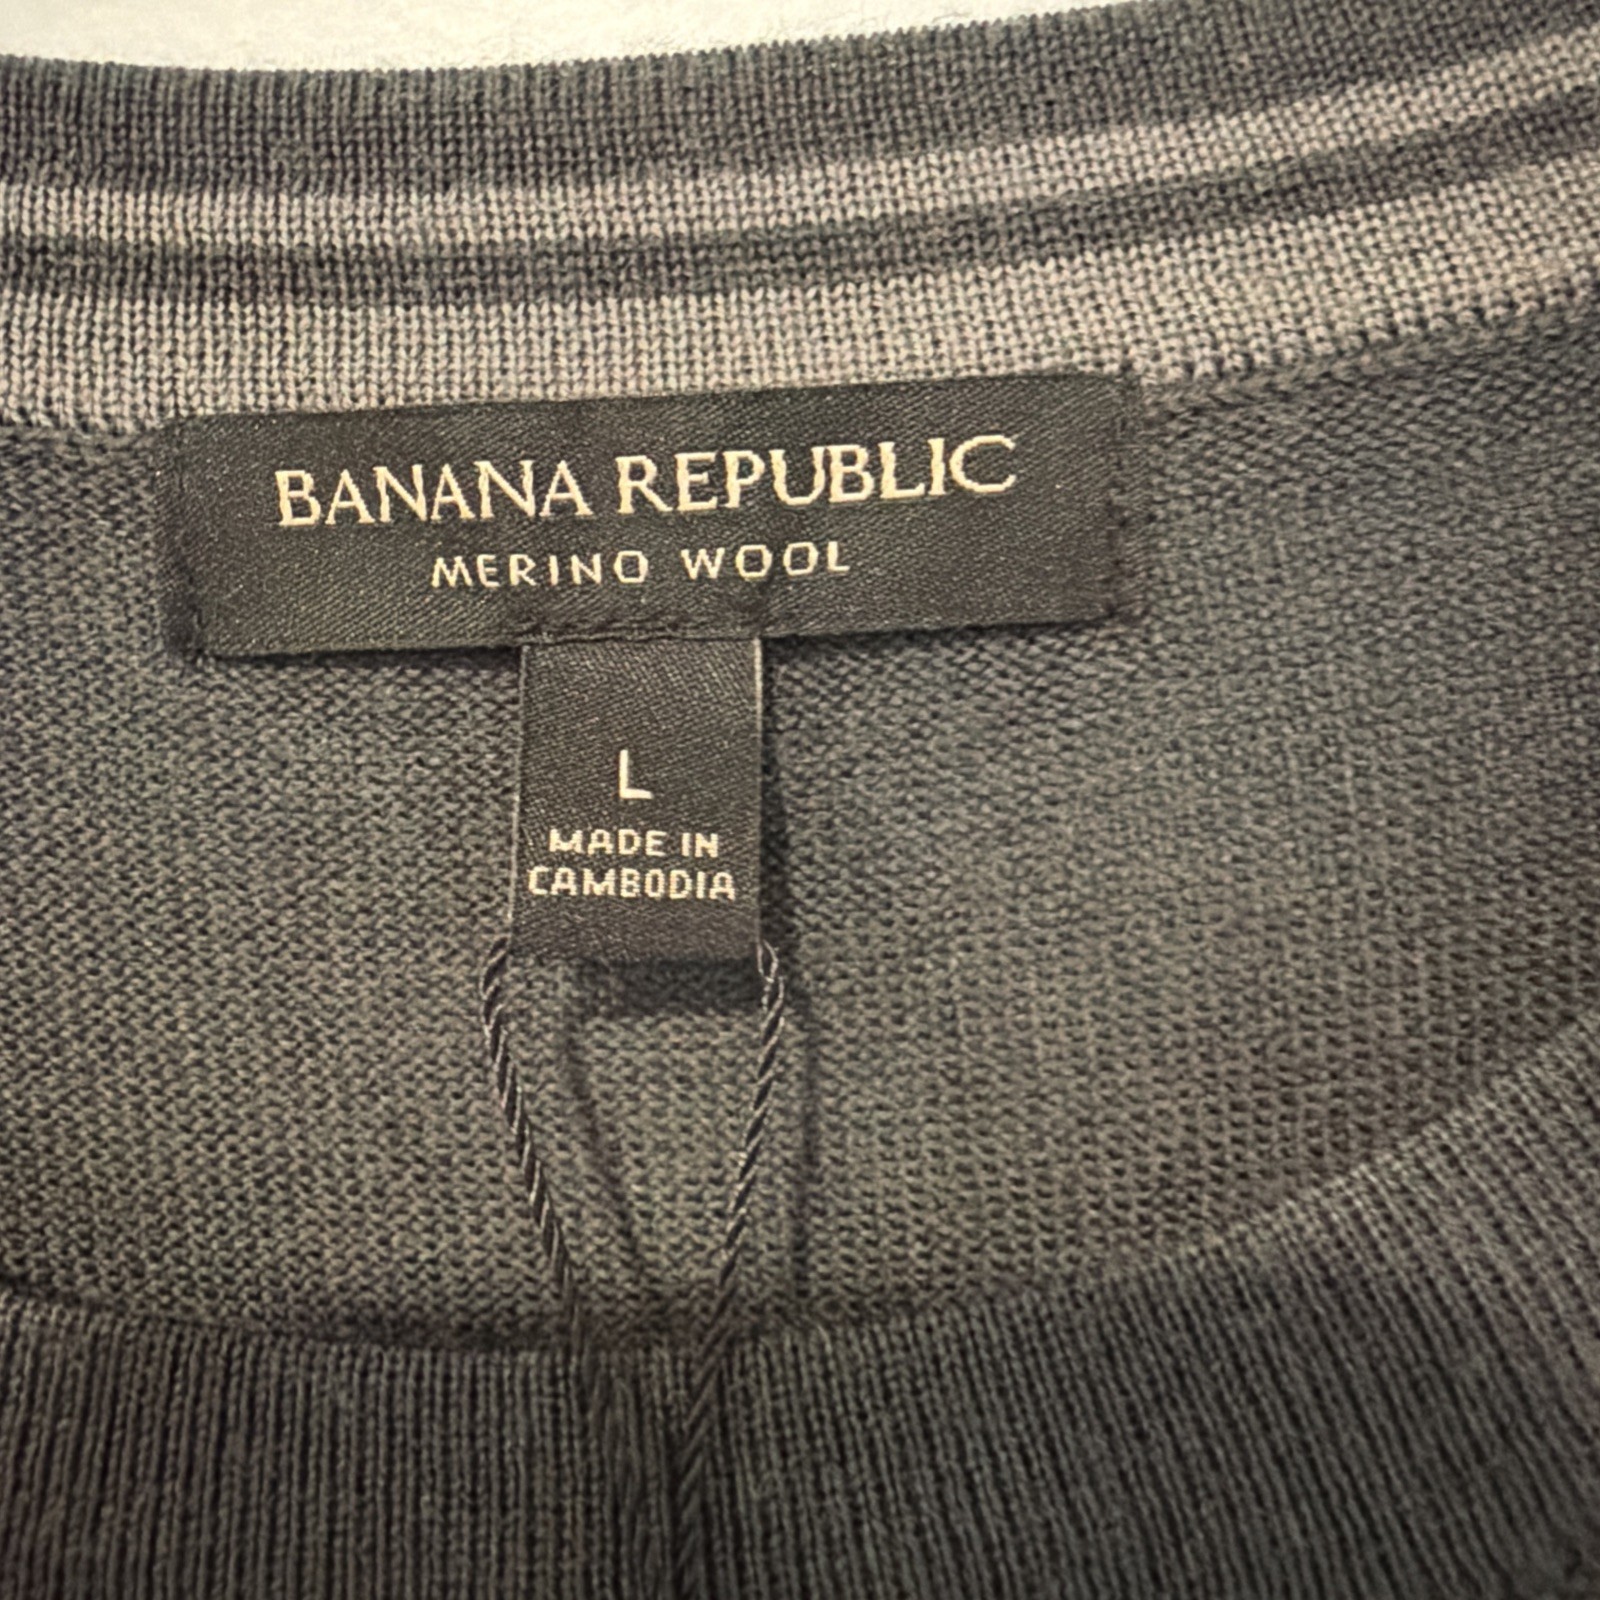 BANANA REPUBLIC
MERINO WOOL
L
MADE IN
CAMBODIA